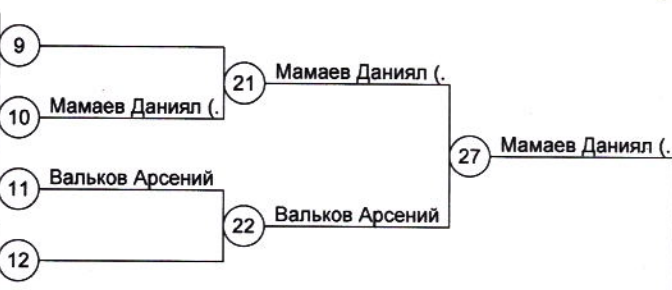 9
21 Мамаев Даниял (.
10 Мамаев Даниял (.
27 Мамаев Даниял (.
11 Вальков Арсений
22 Вальков Арсений
12